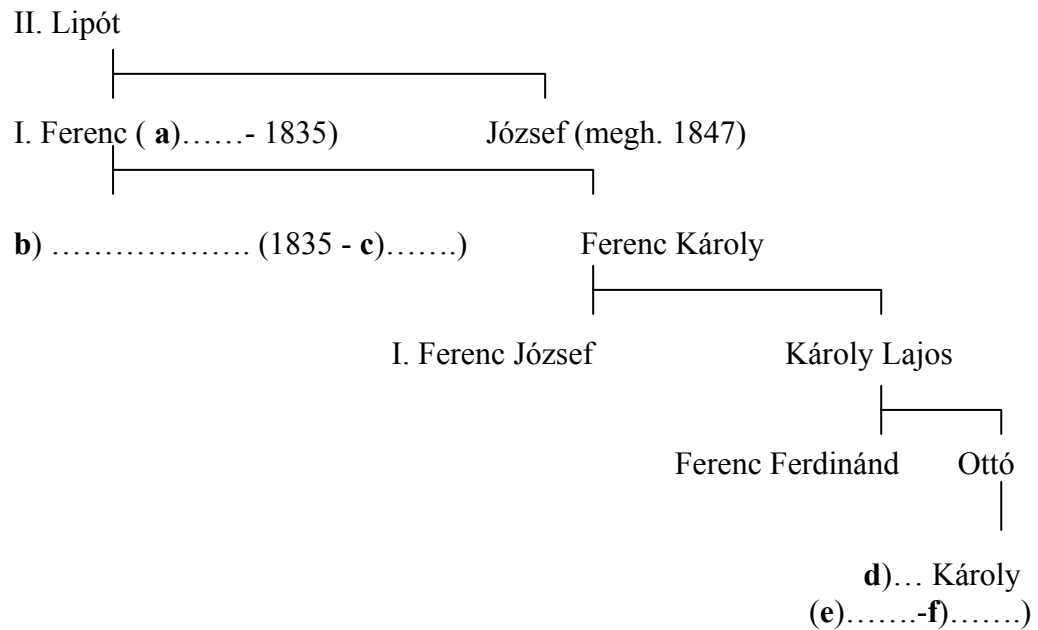 II. Lipót
I. Ferenc ( a)……- 1835) József (megh. 1847)
b) ………………. (1835 - c)…….) Ferenc Károly
I. Ferenc József Károly Lajos
Ferenc Ferdinánd Ottó
d)… Károly
(e)…….-f)…….)